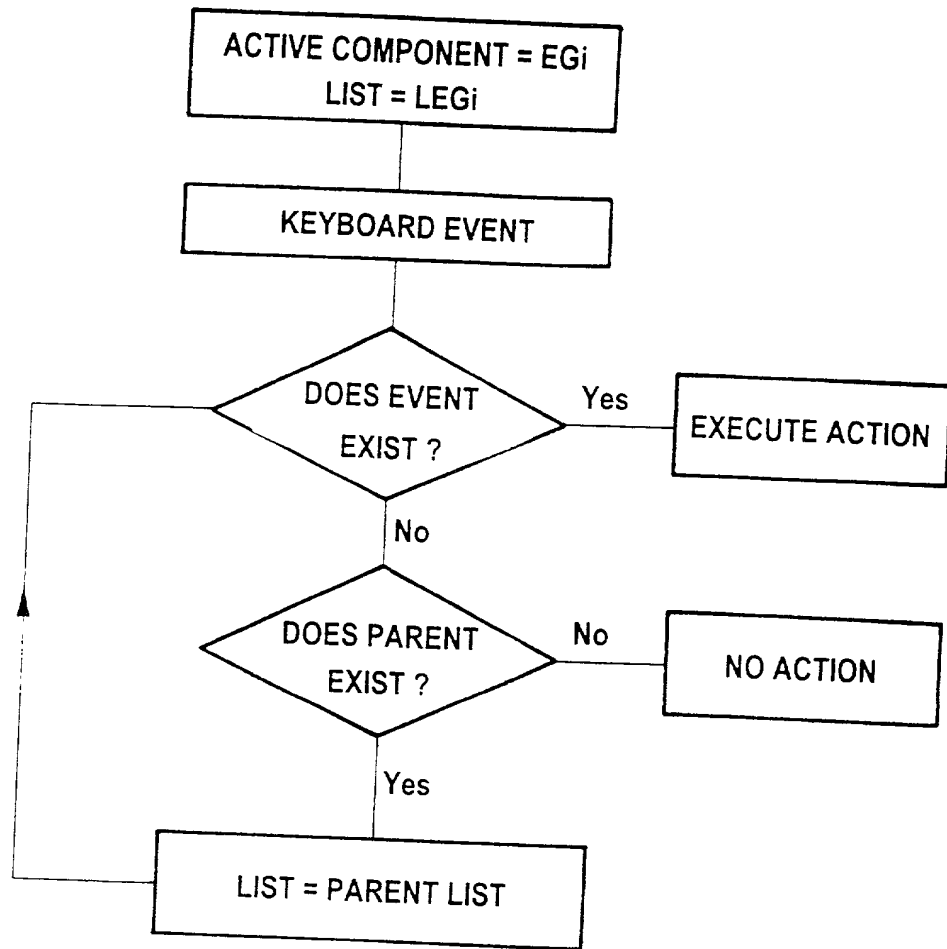 ACTIVE COMPONENT = EGi
LIST = LEGi
KEYBOARD EVENT
DOES EVENT
EXIST ?
Yes
EXECUTE ACTION
No
DOES PARENT
EXIST ?
No
NO ACTION
Yes
LIST = PARENT LIST